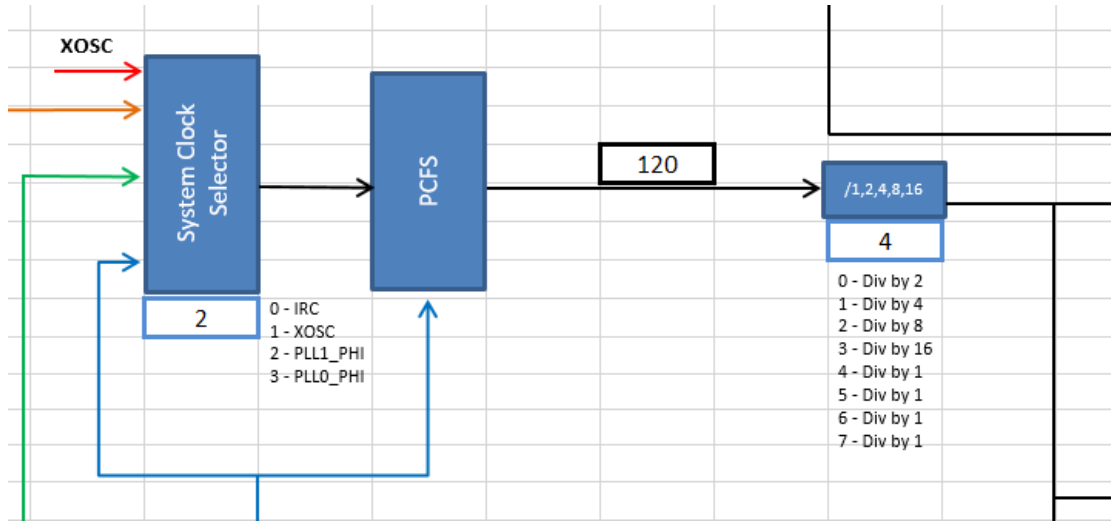 XOSC
System Clock
Selector
2
0 - IRC
1 - XOSC
2 - PLL1_PHI
3 - PLL0_PHI
PCFS
120
/1,2,4,8,16
4
0 - Div by 2
1 - Div by 4
2 - Div by 8
3 - Div by 16
4 - Div by 1
5 - Div by 1
6 - Div by 1
7 - Div by 1